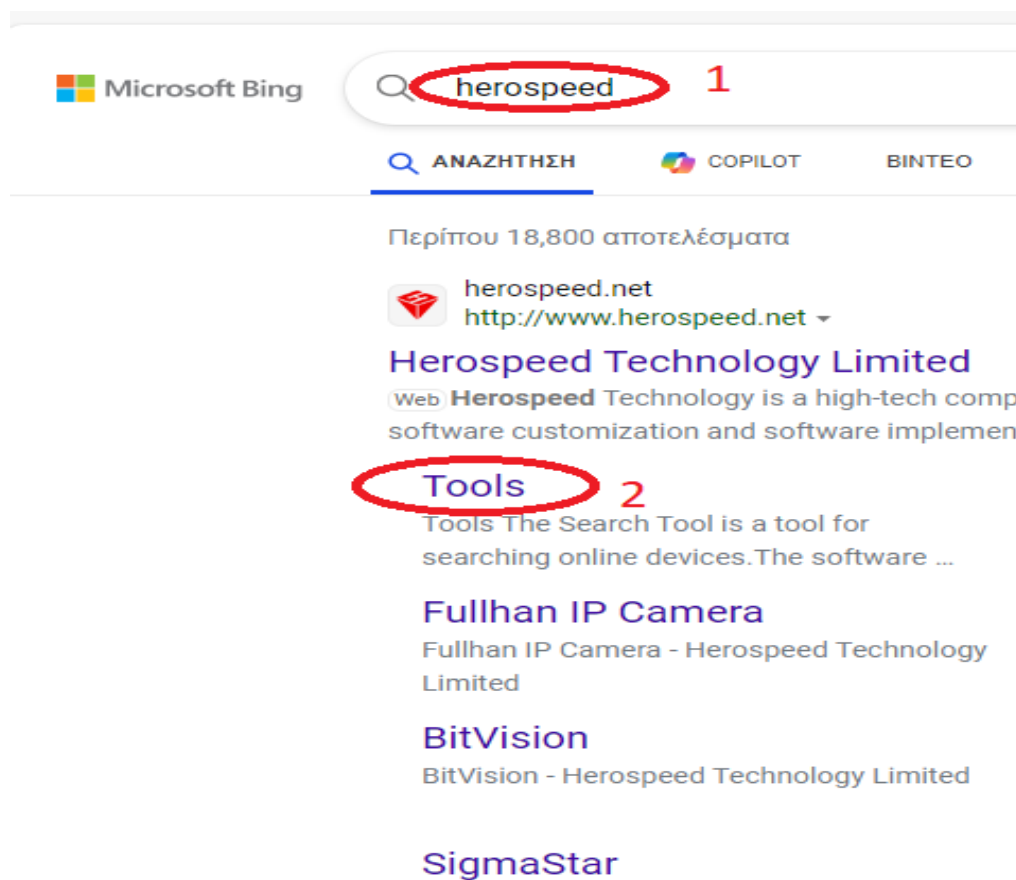 Microsoft Bing
herospeed
1
ΑΝΑΖΗΤΗΣΗ
COPILOT
ΒΙΝΤΕΟ
Περίπου 18,800 αποτελέσματα
herospeed.net
http://www.herospeed.net
Herospeed Technology Limited
Web Herospeed Technology is a high-tech comp
software customization and software implemen
Tools
2
Tools The Search Tool is a tool for
searching online devices.The software ...
Fullhan IP Camera
Fullhan IP Camera - Herospeed Technology
Limited
BitVision
BitVision - Herospeed Technology Limited
SigmaStar